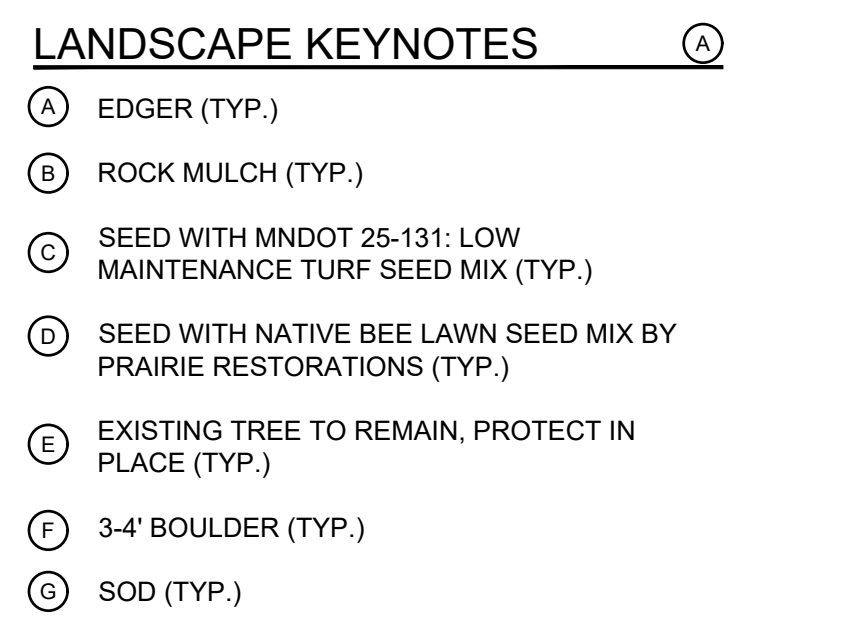 LANDSCAPE KEYNOTES A
A EDGER (TYP.)
B ROCK MULCH (TYP.)
C SEED WITH MNDOT 25-131: LOW
MAINTENANCE TURF SEED MIX (TYP.)
D SEED WITH NATIVE BEE LAWN SEED MIX BY
PRAIRIE RESTORATIONS (TYP.)
E EXISTING TREE TO REMAIN, PROTECT IN
PLACE (TYP.)
F 3-4' BOULDER (TYP.)
G SOD (TYP.)